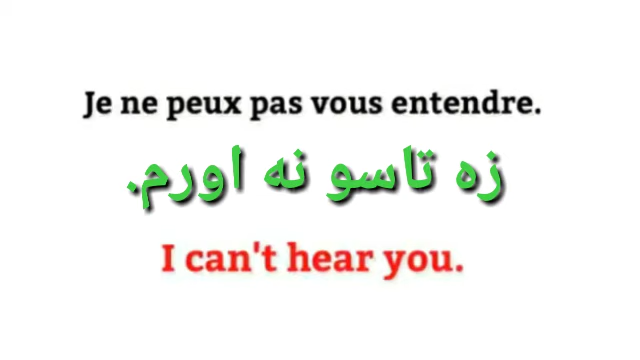 Je ne peux pas vous entendre.
زه تاسو نه اورم.
I can't hear you.